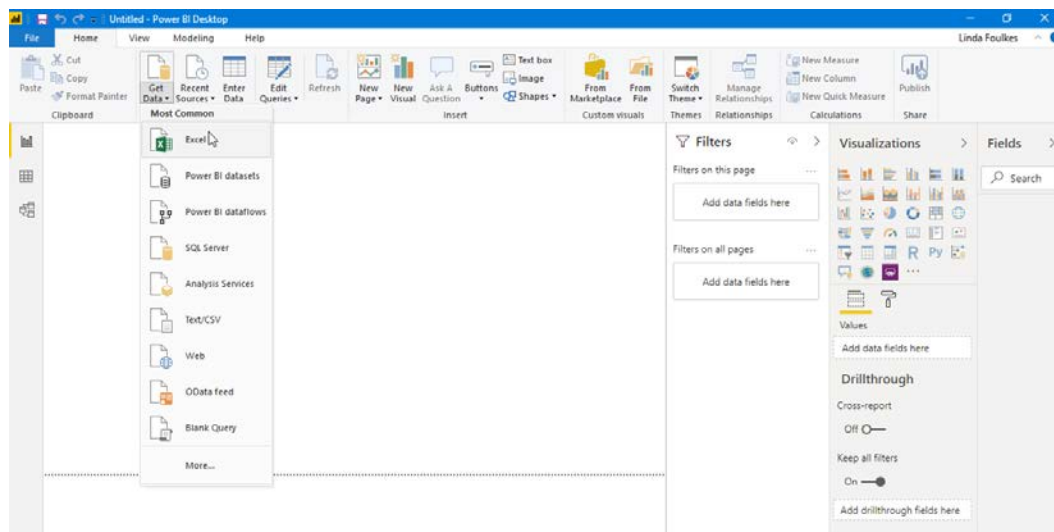 Untitled - Power BI Desktop
File Home View Modeling Help Linda Foulkes
Paste
Cut
Copy
Format Painter
Clipboard
Get Data
Recent Sources
Enter Data
Edit Queries
Refresh
New Page
New Visual
Ask A Question
Buttons
Text box
Image
Shapes
Insert
From Marketplace
From File
Custom visuals
Switch Theme
Themes
Manage Relationships
Relationships
New Measure
New Column
New Quick Measure
Calculations
Publish
Share
Most Common
Excel
Power BI datasets
Power BI dataflows
SQL Server
Analysis Services
Text/CSV
Web
OData feed
Blank Query
More...
Filters
Filters on this page
Add data fields here
Filters on all pages
Add data fields here
Visualizations
R Py
Values
Add data fields here
Drillthrough
Cross-report
Off
Keep all filters
On
Add drillthrough fields here
Fields
Search